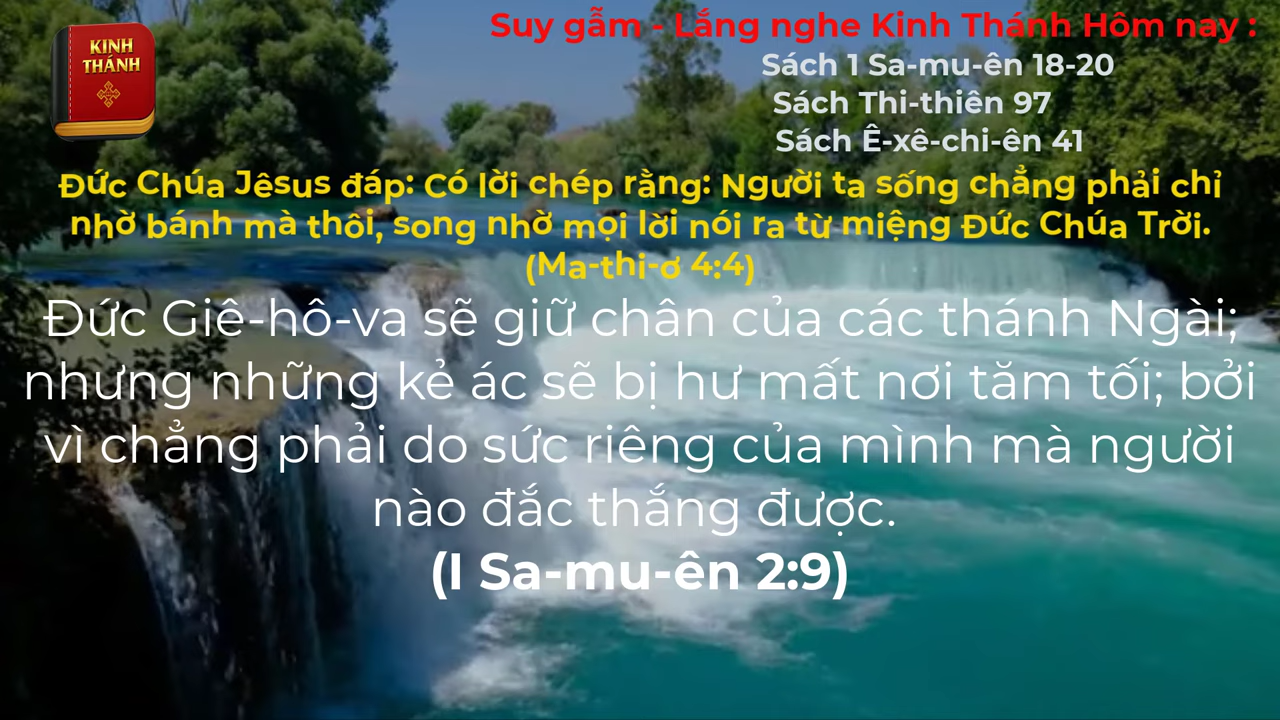 KINH
THÁNH
Suy gẫm - Lắng nghe Kinh Thánh Hôm nay :
Sách 1 Sa-mu-ên 18-20
Sách Thi-thiên 97
Sách Ê-xê-chi-ên 41
Đức Chúa Jêsus đáp: Có lời chép rằng: Người ta sống chẳng phải chỉ
nhờ bánh mà thôi, song nhờ mọi lời nói ra từ miệng Đức Chúa Trời.
(Ma-thi-ơ 4:4)
Đức Giê-hô-va sẽ giữ chân của các thánh Ngài;
nhưng những kẻ ác sẽ bị hư mất nơi tăm tối; bởi
vì chẳng phải do sức riêng của mình mà người
nào đắc thắng được.
(I Sa-mu-ên 2:9)